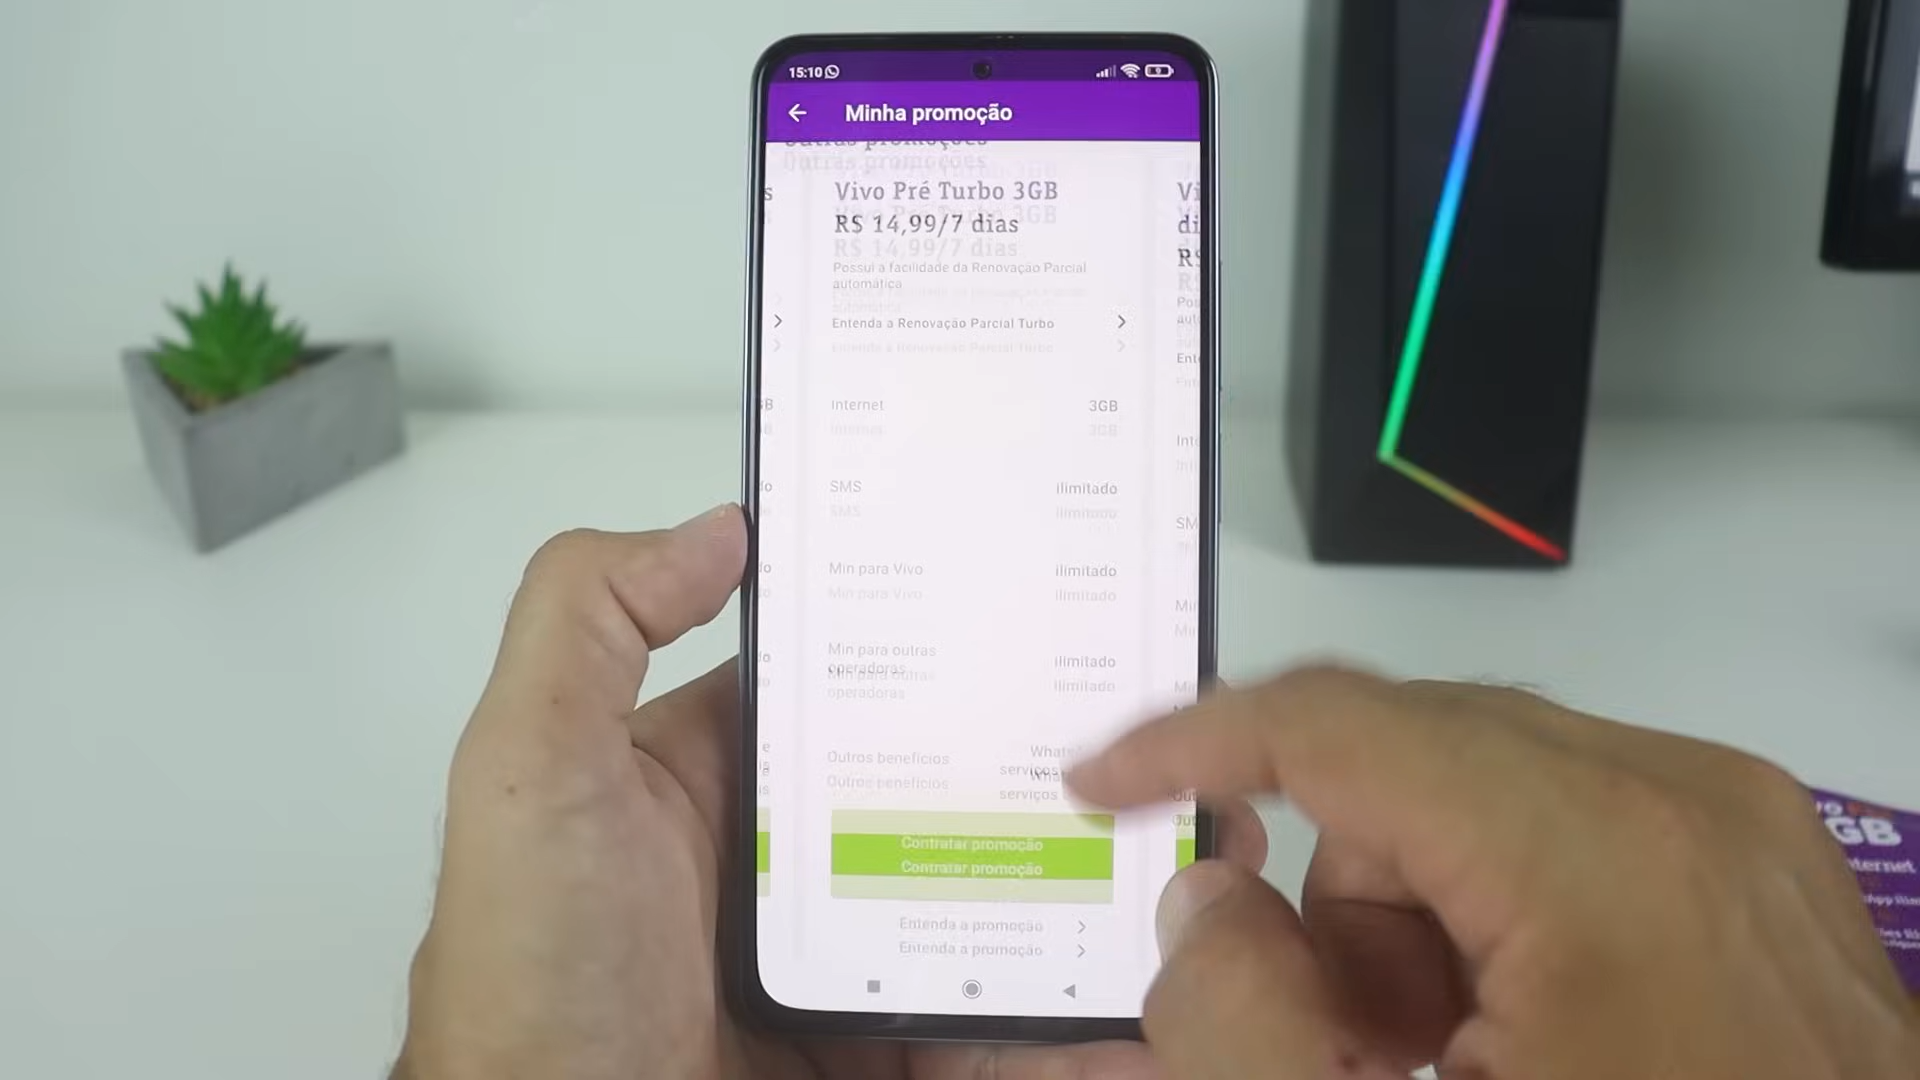 15:10
Minha promoção
Outras promoções
Vivo Pré Turbo 3GB
R$ 14,99/7 dias
Possui a facilidade da Renovação Parcial
automática
Entenda a Renovação Parcial Turbo
Internet 3GB
SMS ilimitado
Min para Vivo ilimitado
Min para outras
operadoras ilimitado
Outros benefícios
serviços
Contratar promoção
Entenda a promoção
GB